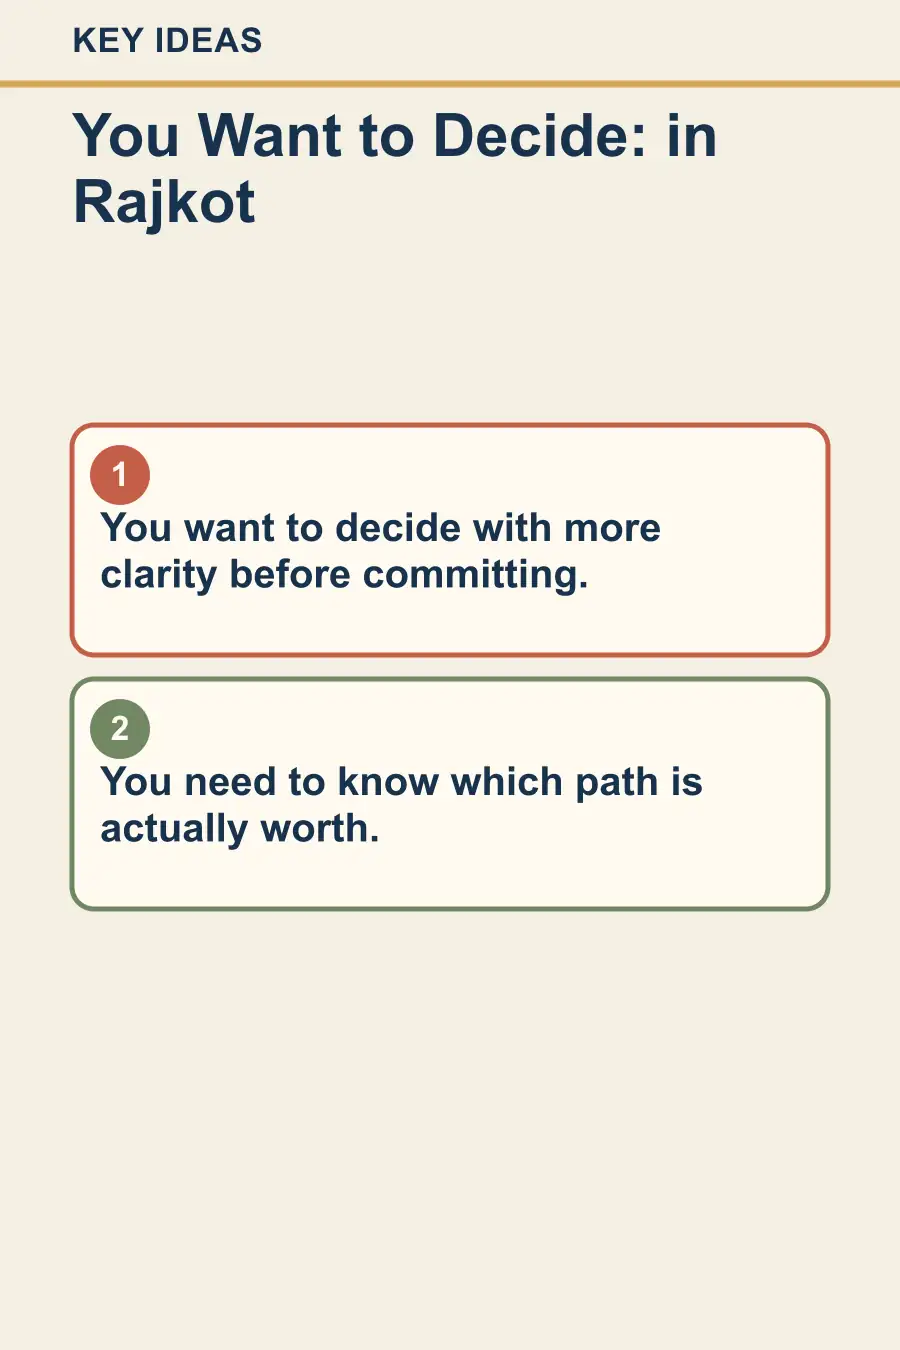 KEY IDEAS
You Want to Decide: in
Rajkot
1
You want to decide with more
clarity before committing.
2
You need to know which path is
actually worth.